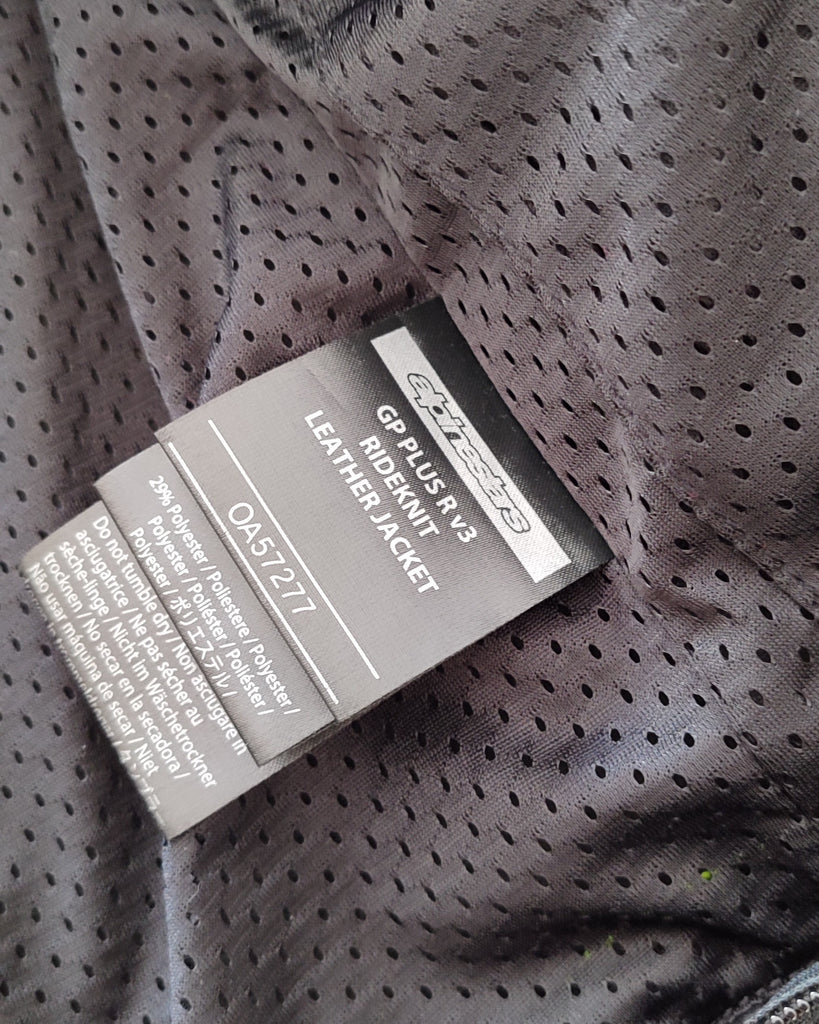 alpinestars
GP PLUS R v3
RIDEKNIT
LEATHER JACKET
OA57277
29% Polyester / Poliestere / Polyester /
Polyester / Poliéster / Poliéster /
Polyester / ポリエステル /
Do not tumble dry / Non asciugare in
asciugatrice / Ne pas sécher au
sèche-linge / Nicht im Wäschetrockner
trocknen / No secar en la secadora /
Não usar máquina de secar / Niet